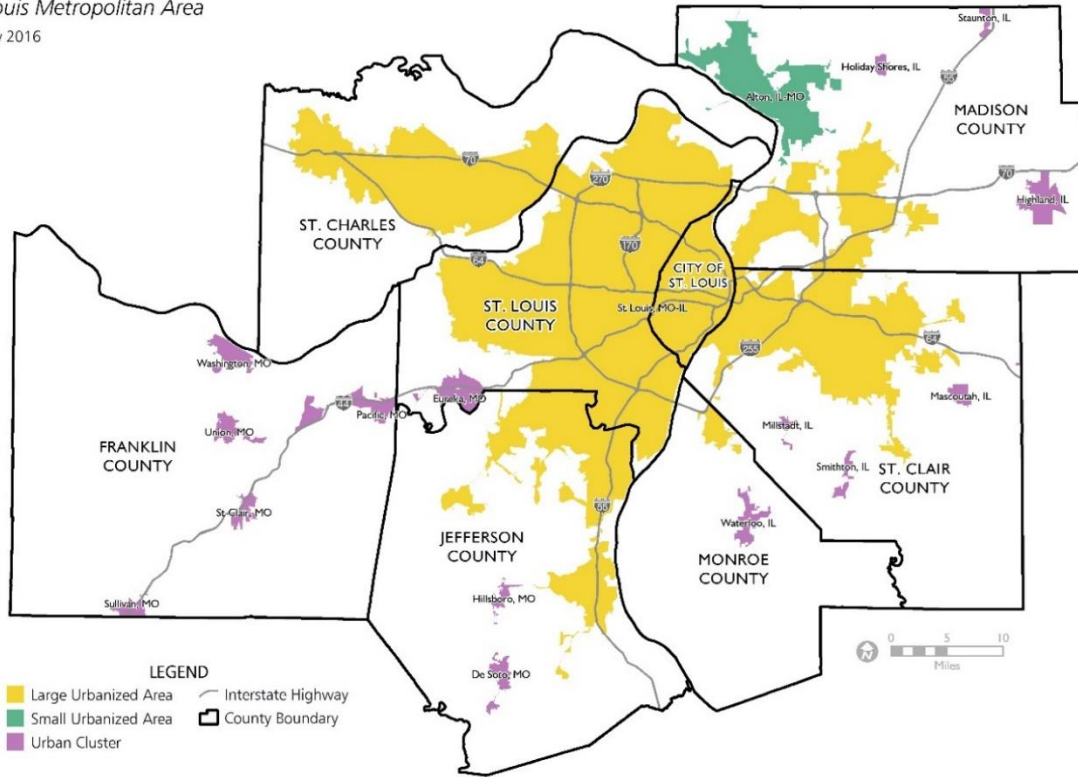 Metropolitan Area
2016
Staunton, IL
Holiday Shores, IL
55
Alton, IL-MO
MADISON
COUNTY
70
270
70
Highland, IL
ST. CHARLES
COUNTY
170
64
CITY OF
ST. LOUIS
ST. LOUIS
COUNTY
St Louis, MO-IL
64
255
Washington, MO
Eureka, MO
Pacific, MO
44
Mascoutah, IL
Union, MO
Millstadt, IL
FRANKLIN
COUNTY
Smithton, IL
ST. CLAIR
COUNTY
St Clair, MO
55
Waterloo, IL
JEFFERSON
COUNTY
MONROE
COUNTY
Hillsboro, MO
Sullivan, MO
De Soto, MO
N
0 5 10
Miles
LEGEND
Large Urbanized Area
Interstate Highway
Small Urbanized Area
County Boundary
Urban Cluster